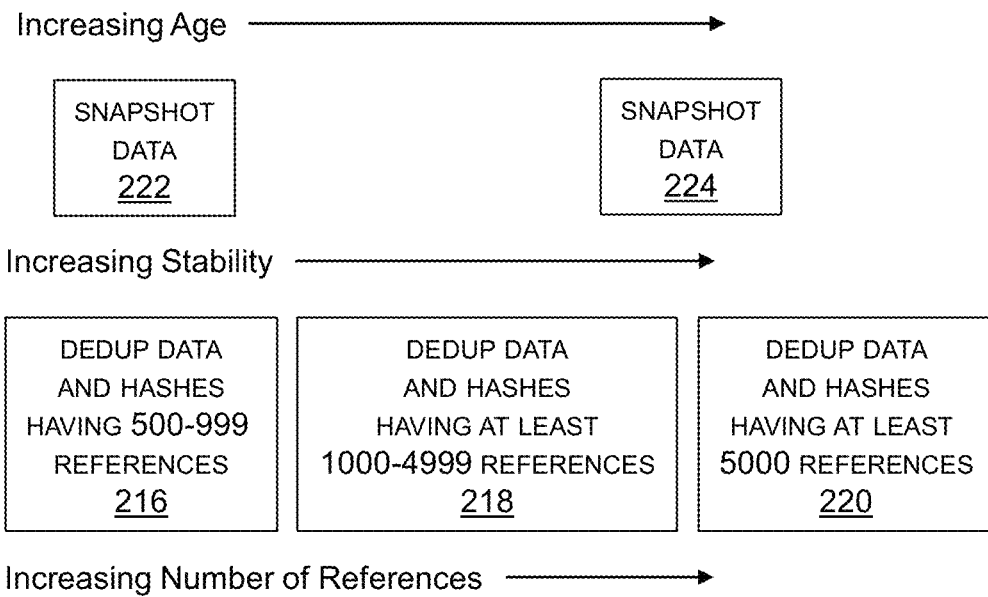 Increasing Age
SNAPSHOT
DATA
222
SNAPSHOT
DATA
224
Increasing Stability
DEDUP DATA
AND HASHES
HAVING 500-999
REFERENCES
216
DEDUP DATA
AND HASHES
HAVING AT LEAST
1000-4999 REFERENCES
218
DEDUP DATA
AND HASHES
HAVING AT LEAST
5000 REFERENCES
220
Increasing Number of References